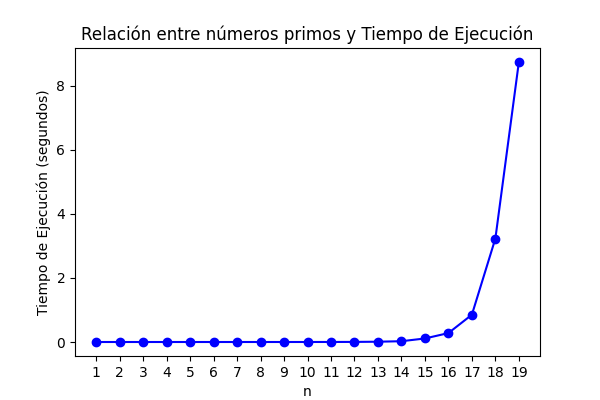 Relación entre números primos y Tiempo de Ejecución
Tiempo de Ejecución (segundos)
8
6
4
2
0
1 2 3 4 5 6 7 8 9 10 11 12 13 14 15 16 17 18 19
n